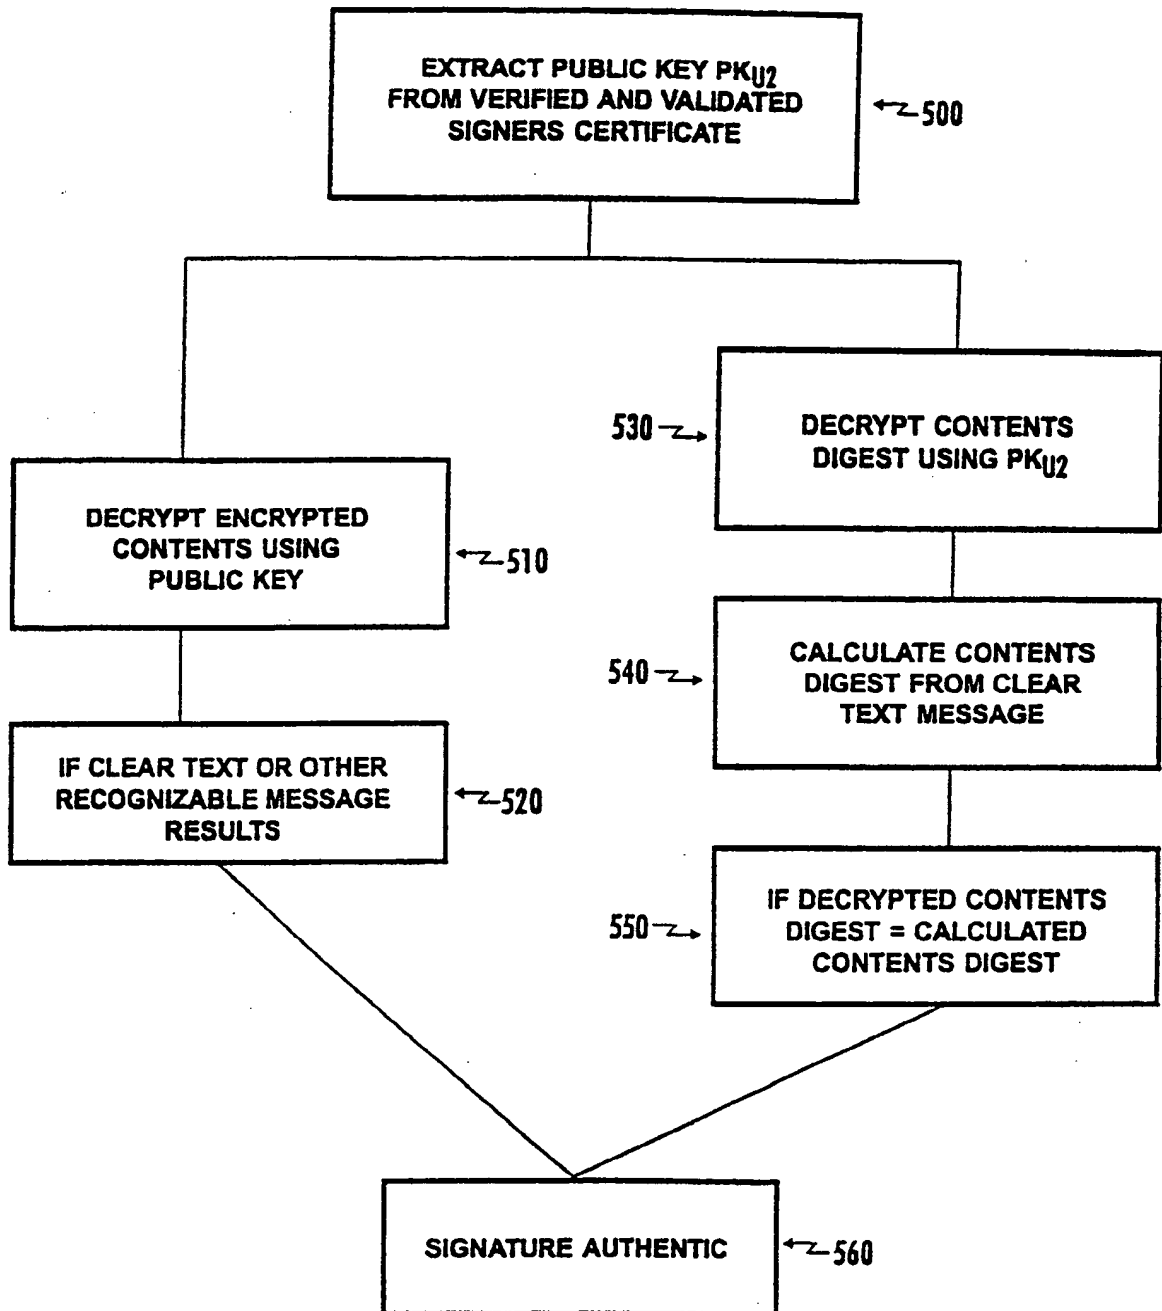 EXTRACT PUBLIC KEY PKU2
FROM VERIFIED AND VALIDATED
SIGNERS CERTIFICATE
500
530
DECRYPT CONTENTS
DIGEST USING PKU2
DECRYPT ENCRYPTED
CONTENTS USING
PUBLIC KEY
510
540
CALCULATE CONTENTS
DIGEST FROM CLEAR
TEXT MESSAGE
IF CLEAR TEXT OR OTHER
RECOGNIZABLE MESSAGE
RESULTS
520
550
IF DECRYPTED CONTENTS
DIGEST = CALCULATED
CONTENTS DIGEST
SIGNATURE AUTHENTIC
560